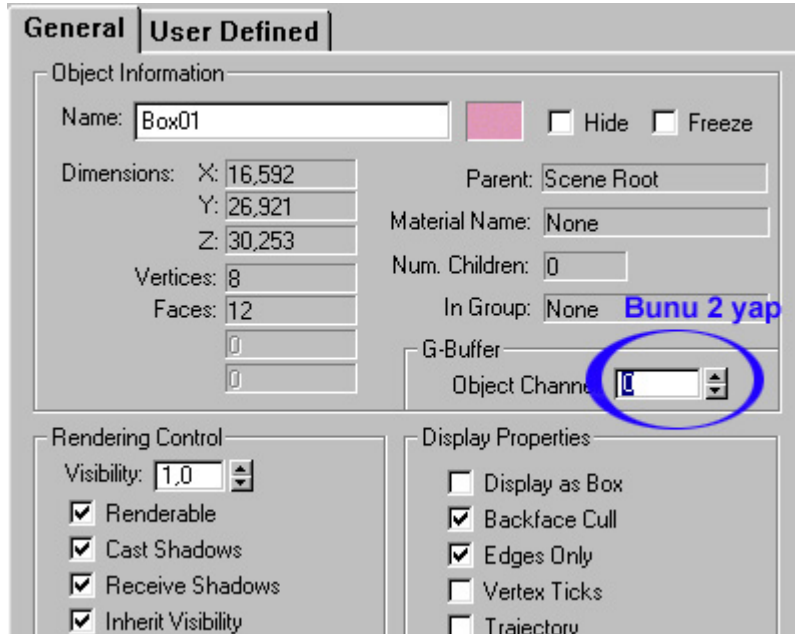 General User Defined
Object Information
Name: Box01 Hide Freeze
Dimensions: X: 16,592 Parent: Scene Root
Y: 26,921 Material Name: None
Z: 30,253
Vertices: 8 Num. Children: 0
Faces: 12 In Group: None Bunu 2 yap
0 G-Buffer
0 Object Channe 0
Rendering Control Display Properties
Visibility: 1,0 Display as Box
Renderable Backface Cull
Cast Shadows Edges Only
Receive Shadows Vertex Ticks
Inherit Visibility Trajectory